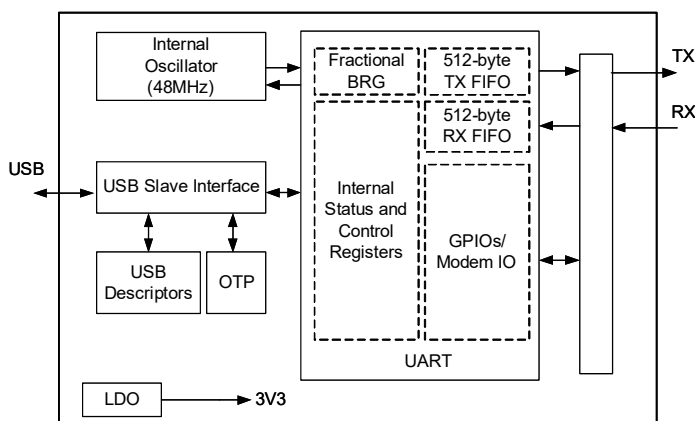 Internal
Oscillator
(48MHz)
Fractional
BRG
512-byte
TX FIFO
TX
512-byte
RX FIFO
RX
USB
USB Slave Interface
Internal
Status and
Control
Registers
GPIOs/
Modem IO
USB
Descriptors
OTP
UART
LDO
3V3